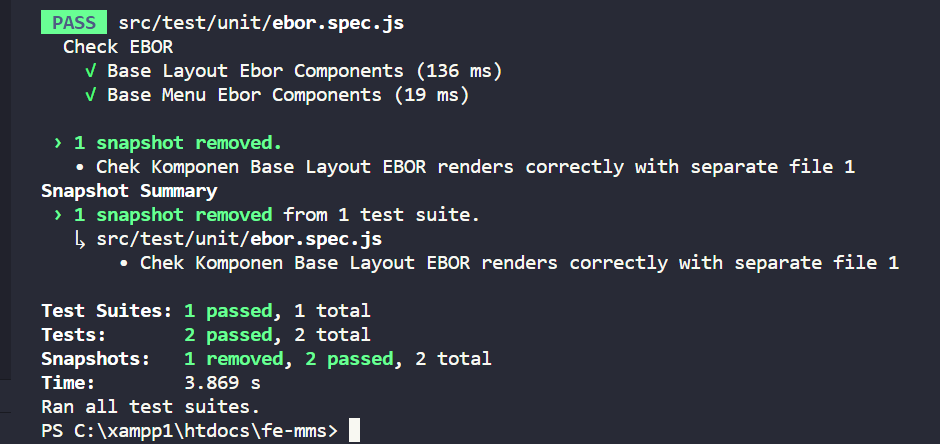 PASS src/test/unit/ebor.spec.js
Check EBOR
√ Base Layout Ebor Components (136 ms)
√ Base Menu Ebor Components (19 ms)
› 1 snapshot removed.
• Chek Komponen Base Layout EBOR renders correctly with separate file 1
Snapshot Summary
› 1 snapshot removed from 1 test suite.
↳ src/test/unit/ebor.spec.js
• Chek Komponen Base Layout EBOR renders correctly with separate file 1
Test Suites: 1 passed, 1 total
Tests: 2 passed, 2 total
Snapshots: 1 removed, 2 passed, 2 total
Time: 3.869 s
Ran all test suites.
PS C:\xampp1\htdocs\fe-mms>